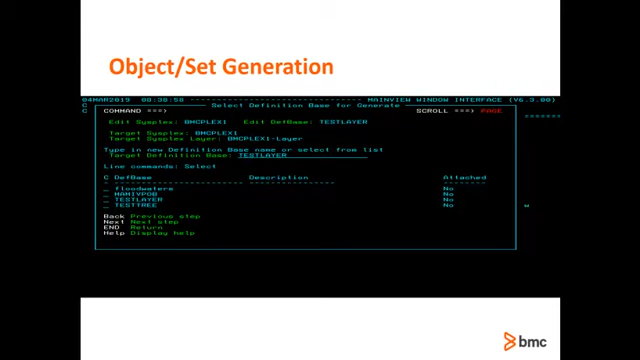 Object/Set Generation
04MAR2019 08:38:58 ------------------------------ MAINVIEW WINDOW INTERFACE (V6.3.00)
C ---------------- Select Definition Base for Generate ----------------
C COMMAND ===> SCROLL ===> PAGE
Edit Sysplex: BMCPLEX1 Edit DefBase: TESTLAYER
Target Sysplex: BMCPLEX1
Target Sysplex Layer: BMCPLEX1-Layer
Type in new Definition Base name or select from list
Target Definition Base: TESTLAYER
Line commands: Select
C DefBase Description Attached
_ floodwaters No
_ MAMIVPDB No
_ TESTLAYER No
_ TESTTREE No
Back Previous step
Next Next step
END Return
Help Display help
bmc